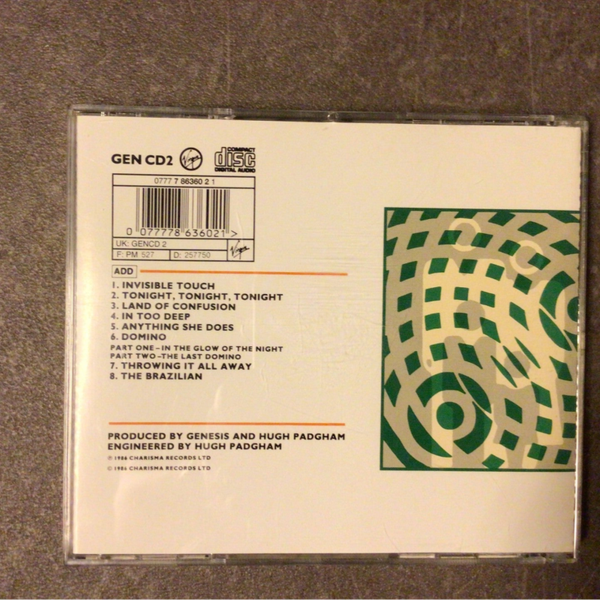 GEN CD2 Virgin COMPACT disc DIGITAL AUDIO
0777 7 86360 2 1
0 077778 636021 >
UK: GENCD 2
F: PM 527 D: 257750 Virgin
ADD
1. INVISIBLE TOUCH
2. TONIGHT, TONIGHT, TONIGHT
3. LAND OF CONFUSION
4. IN TOO DEEP
5. ANYTHING SHE DOES
6. DOMINO
PART ONE–IN THE GLOW OF THE NIGHT
PART TWO–THE LAST DOMINO
7. THROWING IT ALL AWAY
8. THE BRAZILIAN
PRODUCED BY GENESIS AND HUGH PADGHAM
ENGINEERED BY HUGH PADGHAM
℗ 1986 CHARISMA RECORDS LTD
© 1986 CHARISMA RECORDS LTD